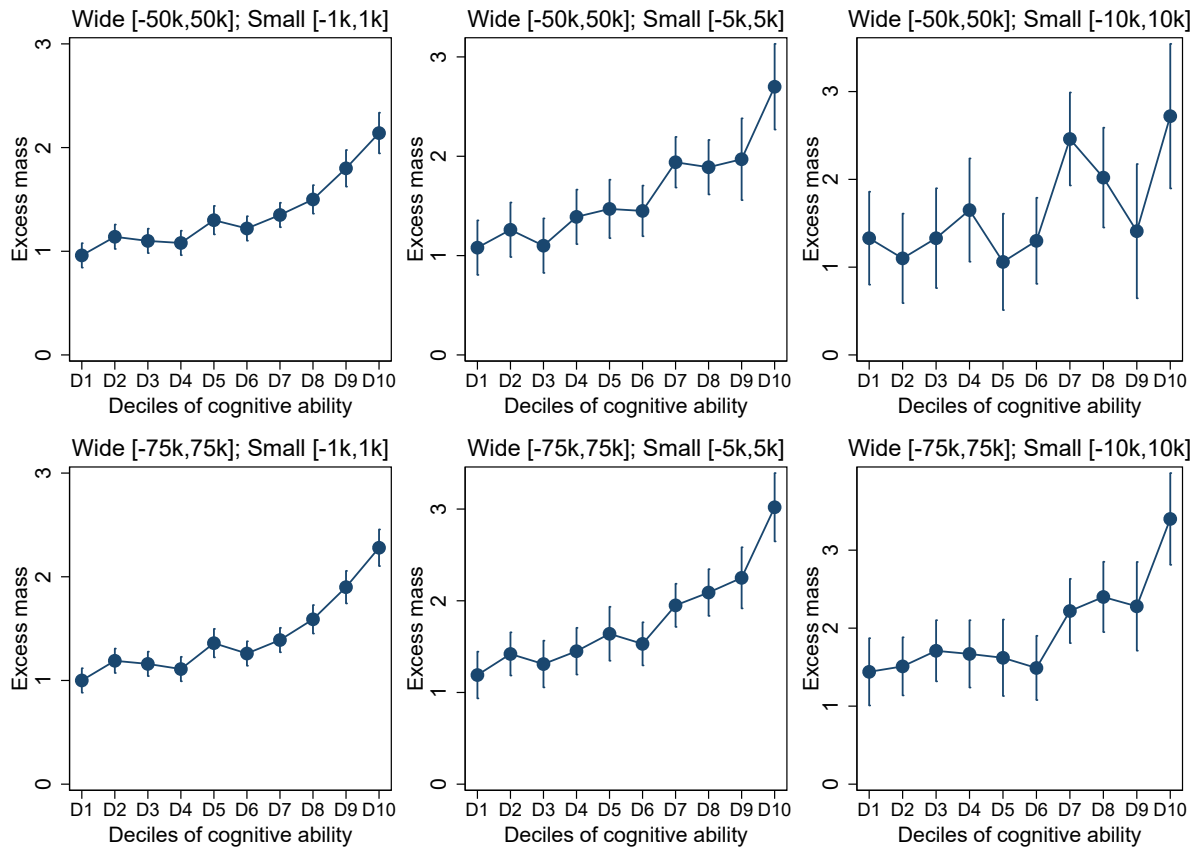 Wide [-50k,50k]; Small [-1k,1k]
Excess mass
3
2
1
0
D1 D2 D3 D4 D5 D6 D7 D8 D9 D10
Deciles of cognitive ability
Wide [-50k,50k]; Small [-5k,5k]
Excess mass
3
2
1
0
D1 D2 D3 D4 D5 D6 D7 D8 D9 D10
Deciles of cognitive ability
Wide [-50k,50k]; Small [-10k,10k]
Excess mass
3
2
1
0
D1 D2 D3 D4 D5 D6 D7 D8 D9 D10
Deciles of cognitive ability
Wide [-75k,75k]; Small [-1k,1k]
Excess mass
3
2
1
0
D1 D2 D3 D4 D5 D6 D7 D8 D9 D10
Deciles of cognitive ability
Wide [-75k,75k]; Small [-5k,5k]
Excess mass
3
2
1
0
D1 D2 D3 D4 D5 D6 D7 D8 D9 D10
Deciles of cognitive ability
Wide [-75k,75k]; Small [-10k,10k]
Excess mass
3
2
1
0
D1 D2 D3 D4 D5 D6 D7 D8 D9 D10
Deciles of cognitive ability